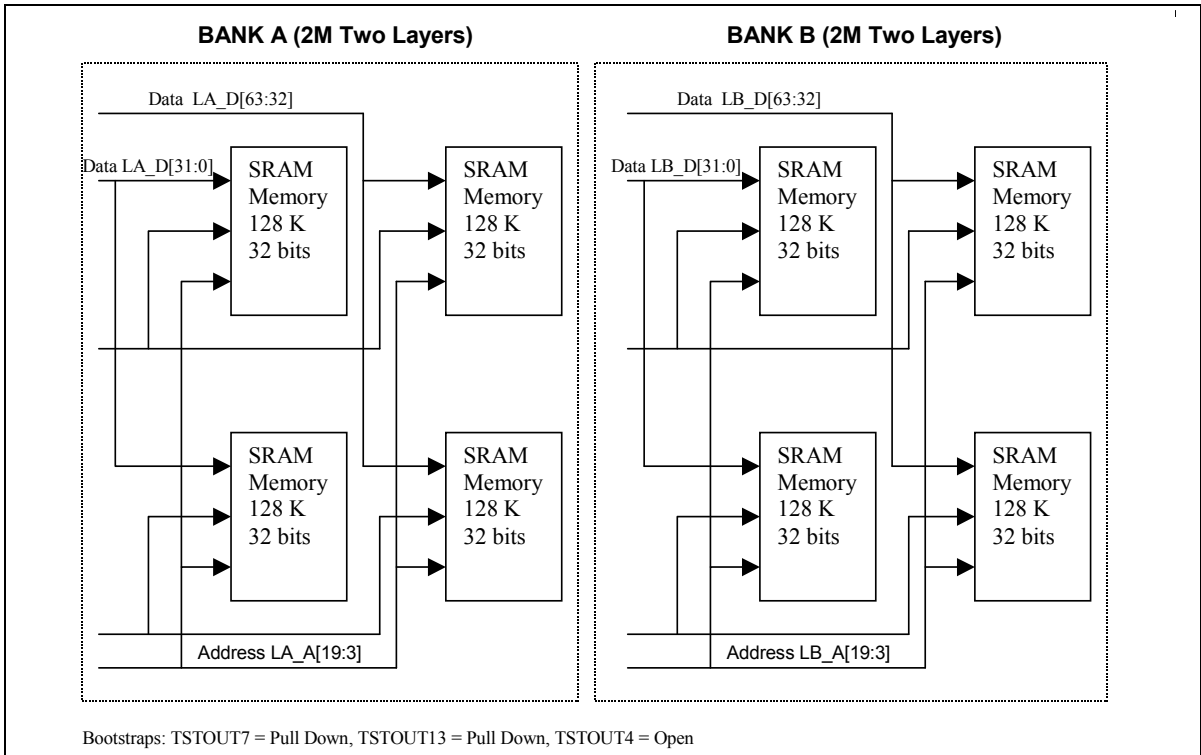 BANK A (2M Two Layers)
BANK B (2M Two Layers)
Data LA_D[63:32]
Data LB_D[63:32]
Data LA_D[31:0]
SRAM
Memory
128 K
32 bits
SRAM
Memory
128 K
32 bits
Data LB_D[31:0]
SRAM
Memory
128 K
32 bits
SRAM
Memory
128 K
32 bits
SRAM
Memory
128 K
32 bits
SRAM
Memory
128 K
32 bits
SRAM
Memory
128 K
32 bits
SRAM
Memory
128 K
32 bits
Address LA_A[19:3]
Address LB_A[19:3]
Bootstraps: TSTOUT7 = Pull Down, TSTOUT13 = Pull Down, TSTOUT4 = Open